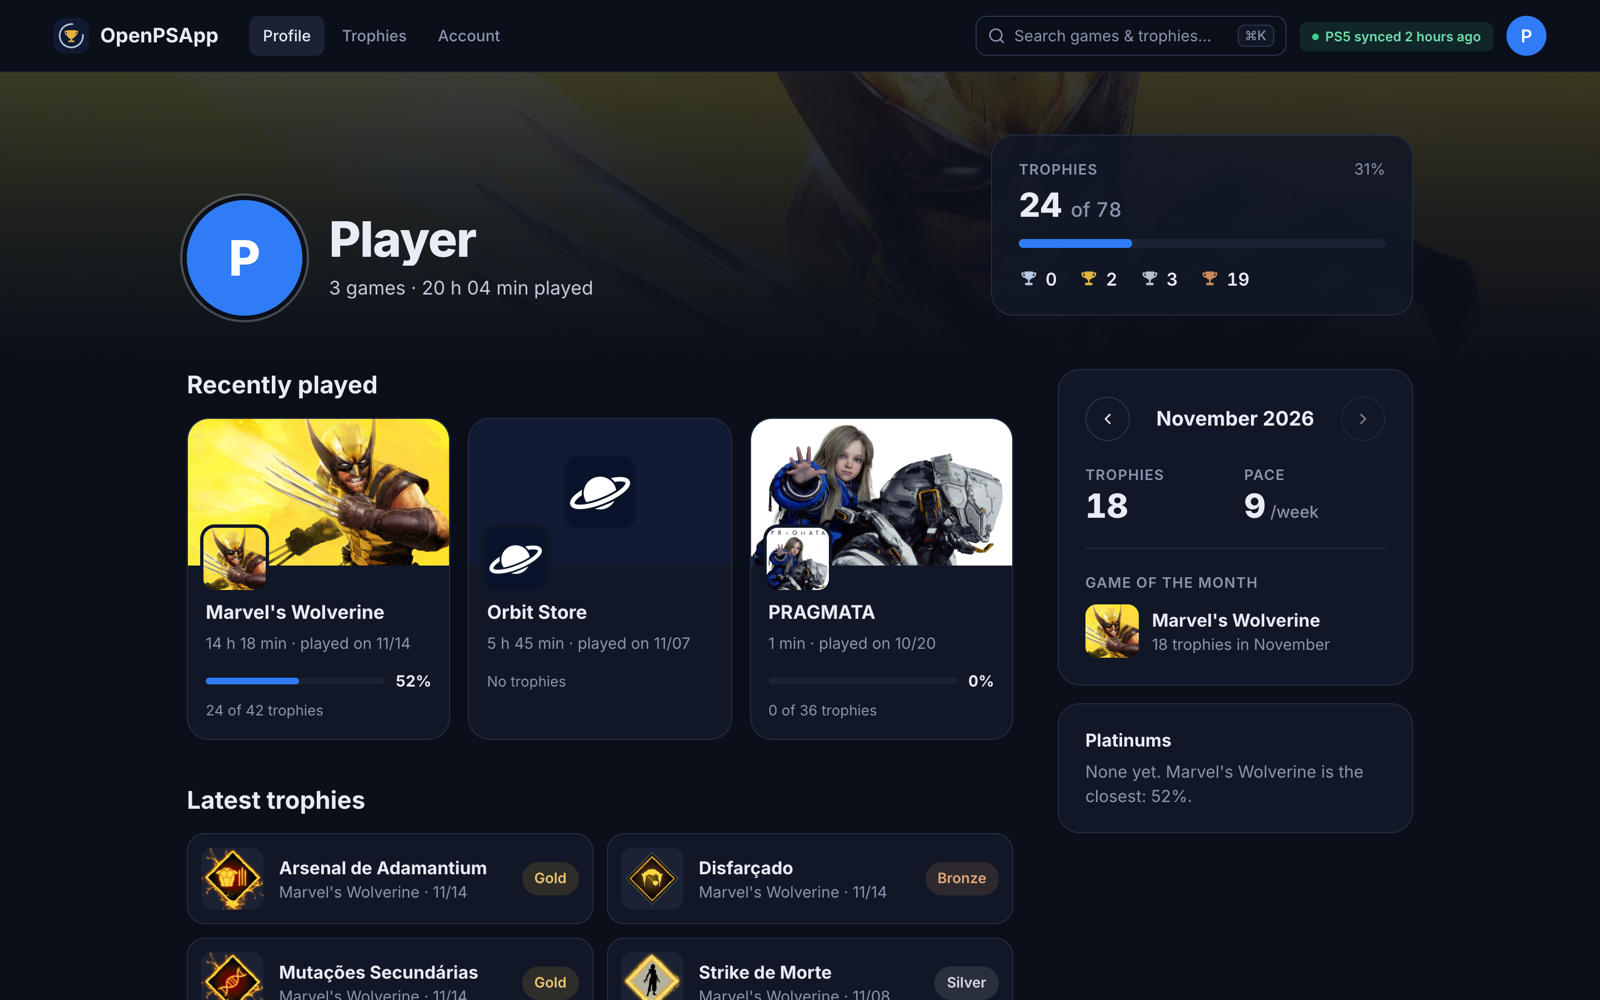 OpenPSApp
Profile
Trophies
Account
Search games & trophies...
⌘K
PS5 synced 2 hours ago
P
P
Player
3 games · 20 h 04 min played
TROPHIES
31%
24 of 78
0
2
3
19
Recently played
Marvel's Wolverine
14 h 18 min · played on 11/14
52%
24 of 42 trophies
Orbit Store
5 h 45 min · played on 11/07
No trophies
PRAGMATA
PRAGMATA
1 min · played on 10/20
0%
0 of 36 trophies
November 2026
TROPHIES
18
PACE
9 /week
GAME OF THE MONTH
Marvel's Wolverine
18 trophies in November
Platinums
None yet. Marvel's Wolverine is the
closest: 52%.
Latest trophies
Arsenal de Adamantium
Marvel's Wolverine · 11/14
Gold
Disfarçado
Marvel's Wolverine · 11/14
Bronze
Mutações Secundárias
Marvel's Wolverine · 11/14
Gold
Strike de Morte
Marvel's Wolverine · 11/08
Silver